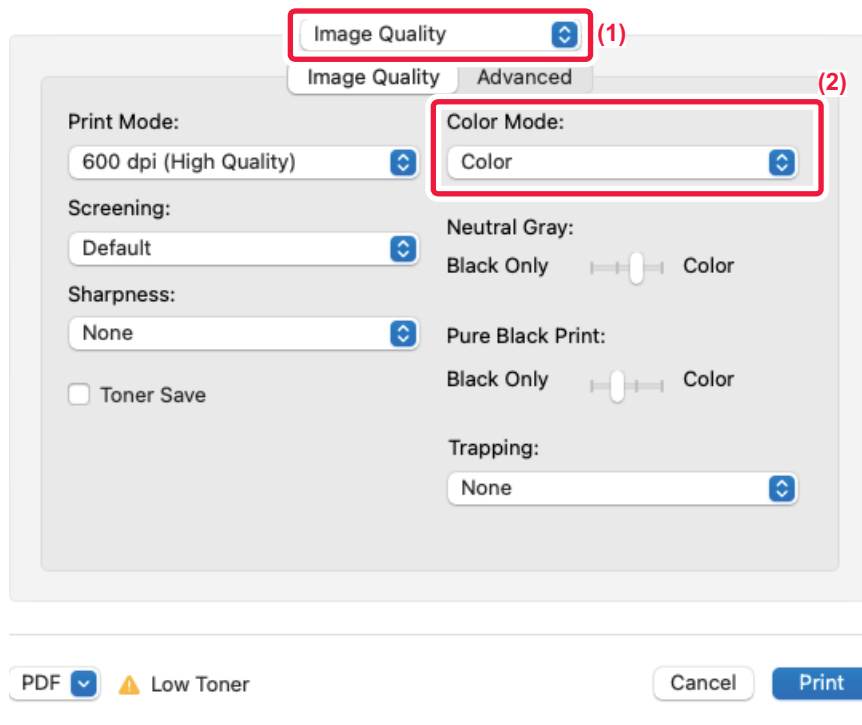 Image Quality (1)
Image Quality Advanced
(2)
Print Mode:
600 dpi (High Quality)
Screening:
Default
Sharpness:
None
Toner Save
Color Mode:
Color
Neutral Gray:
Black Only Color
Pure Black Print:
Black Only Color
Trapping:
None
PDF Low Toner Cancel Print